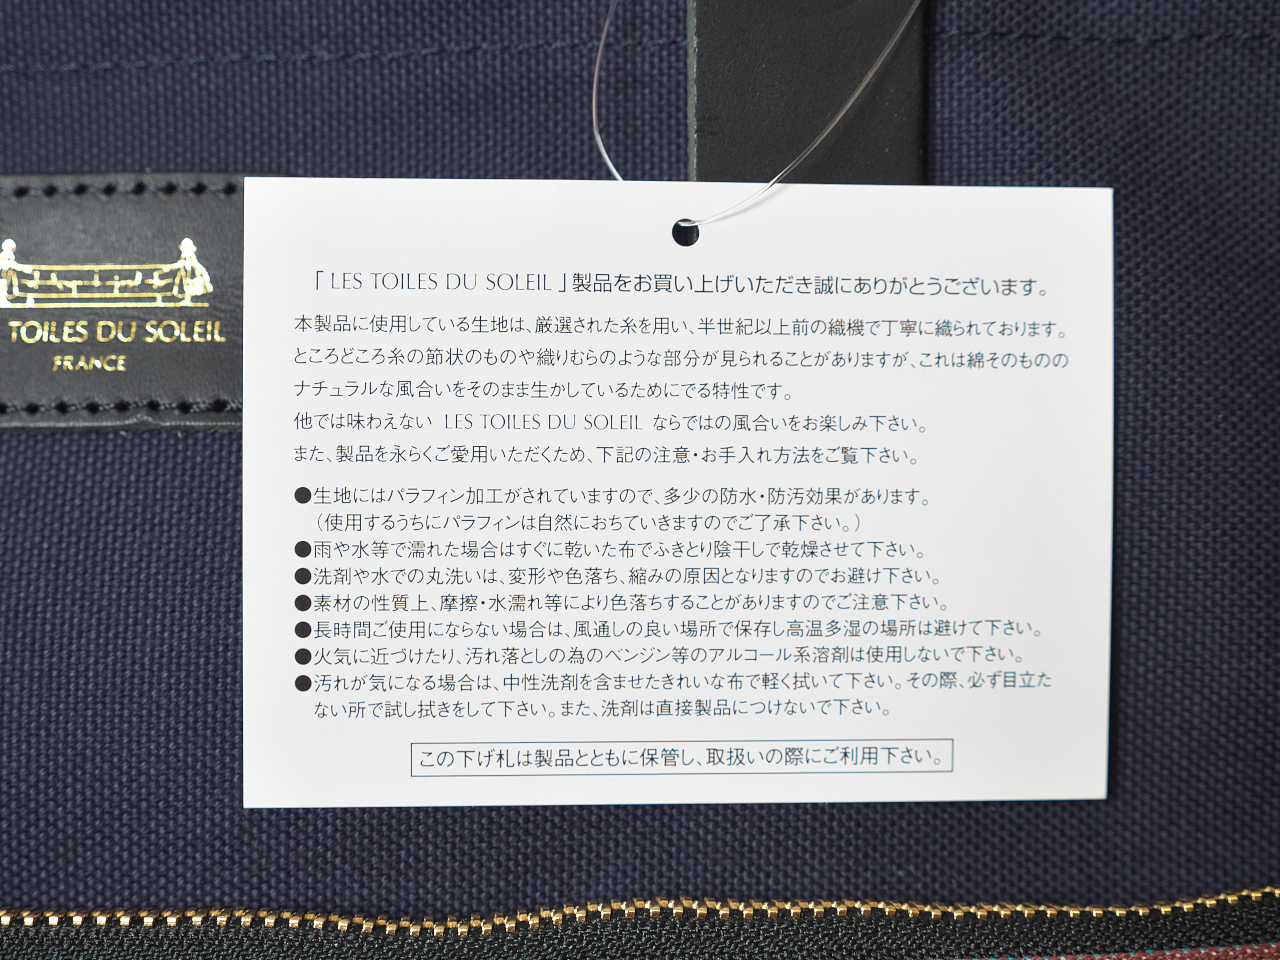 TOILES DU SOLEIL
FRANCE
「 LES TOILES DU SOLEIL 」製品をお買い上げいただき誠にありがとうございます。
本製品に使用している生地は、厳選された糸を用い、半世紀以上前の織機で丁寧に織られております。
ところどころ糸の節状のものや織りむらのような部分が見られることがありますが、これは綿そのものの
ナチュラルな風合いをそのまま生かしているためにでる特性です。
他では味わえない LES TOILES DU SOLEIL ならではの風合いをお楽しみ下さい。
また、製品を永らくご愛用いただくため、下記の注意・お手入れ方法をご覧下さい。
●生地にはパラフィン加工がされていますので、多少の防水・防汚効果があります。
（使用するうちにパラフィンは自然におちていきますのでご了承下さい。）
●雨や水等で濡れた場合はすぐに乾いた布でふきとり陰干しで乾燥させて下さい。
●洗剤や水での丸洗いは、変形や色落ち、縮みの原因となりますのでお避け下さい。
●素材の性質上、摩擦・水濡れ等により色落ちすることがありますのでご注意下さい。
●長時間ご使用にならない場合は、風通しの良い場所で保存し高温多湿の場所は避けて下さい。
●火気に近づけたり、汚れ落としの為のベンジン等のアルコール系溶剤は使用しないで下さい。
●汚れが気になる場合は、中性洗剤を含ませたきれいな布で軽く拭いて下さい。その際、必ず目立た
ない所で試し拭きをして下さい。また、洗剤は直接製品につけないで下さい。
この下げ札は製品とともに保管し、取扱いの際にご利用下さい。